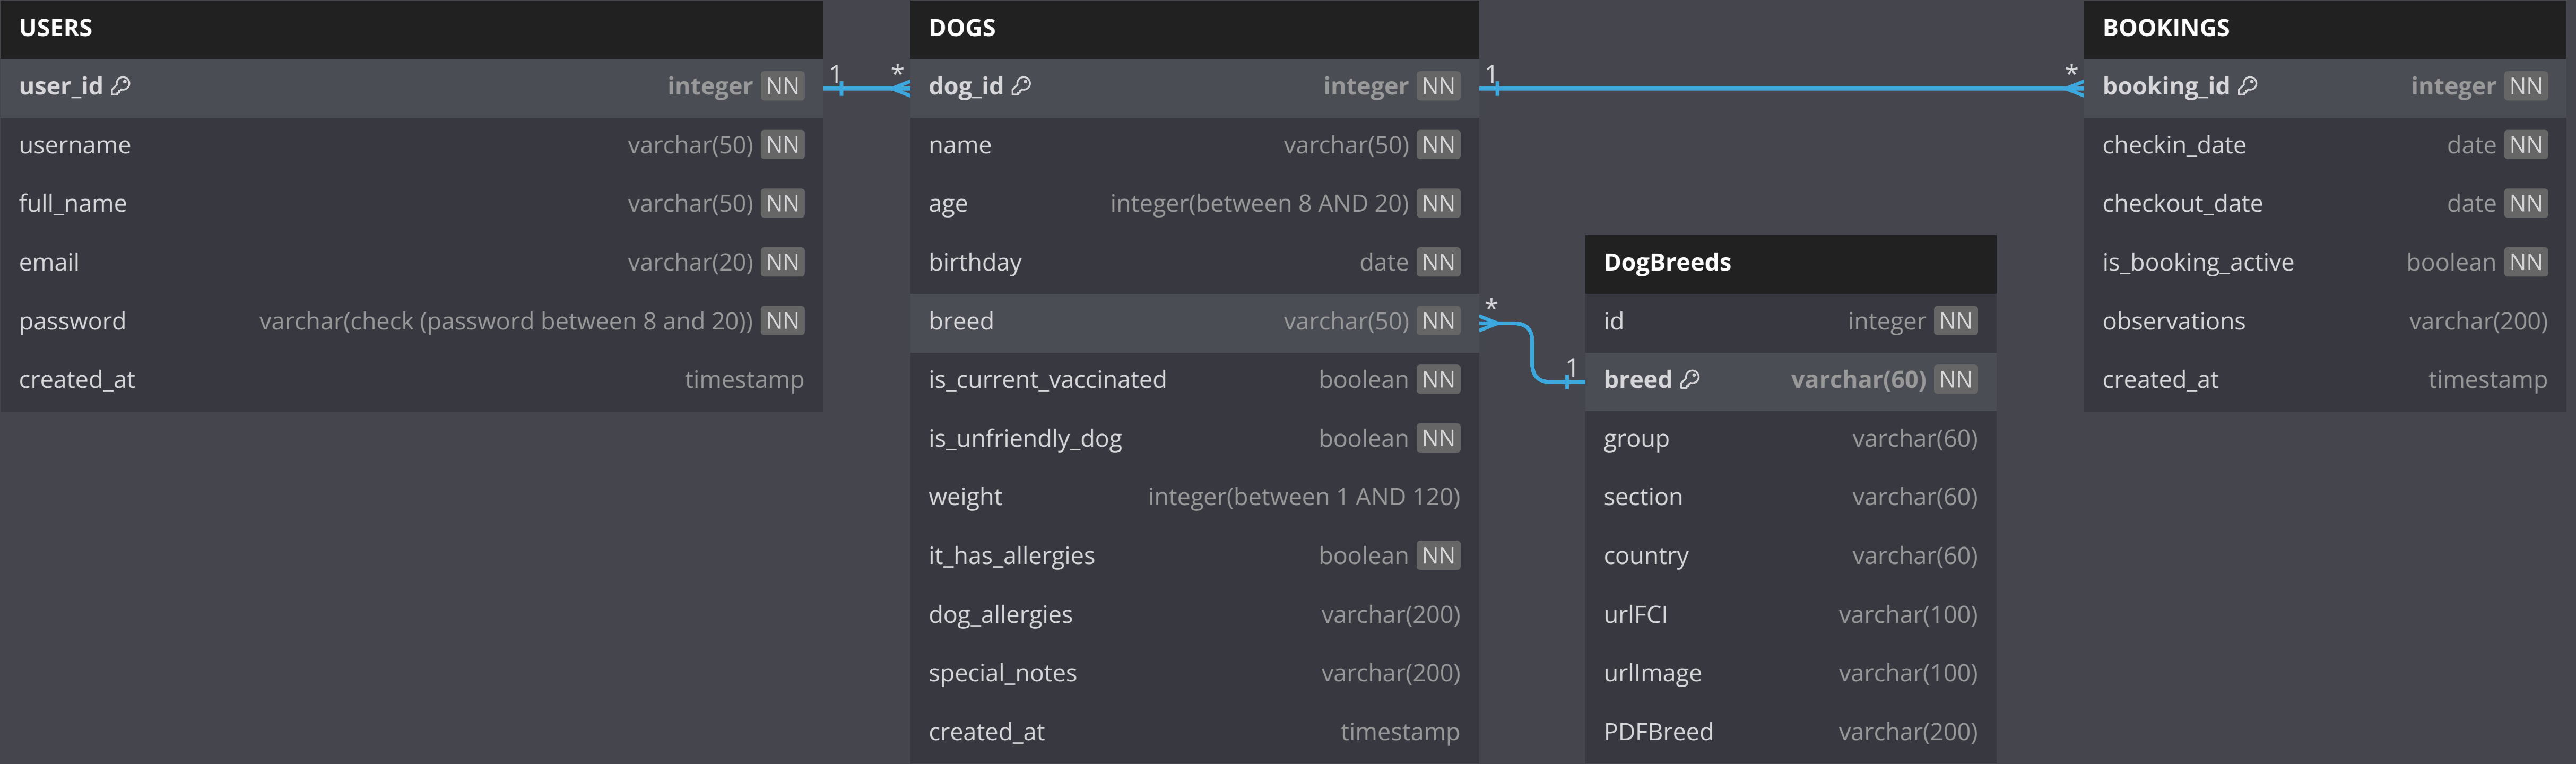 USERS
user_id integer NN
username varchar(50) NN
full_name varchar(50) NN
email varchar(20) NN
password varchar(check (password between 8 and 20)) NN
created_at timestamp
1 *
DOGS
dog_id integer NN
name varchar(50) NN
age integer(between 8 AND 20) NN
birthday date NN
breed varchar(50) NN
is_current_vaccinated boolean NN
is_unfriendly_dog boolean NN
weight integer(between 1 AND 120)
it_has_allergies boolean NN
dog_allergies varchar(200)
special_notes varchar(200)
created_at timestamp
1 *
* 1
DogBreeds
id integer NN
breed varchar(60) NN
group varchar(60)
section varchar(60)
country varchar(60)
urlFCI varchar(100)
urlImage varchar(100)
PDFBreed varchar(200)
BOOKINGS
booking_id integer NN
checkin_date date NN
checkout_date date NN
is_booking_active boolean NN
observations varchar(200)
created_at timestamp